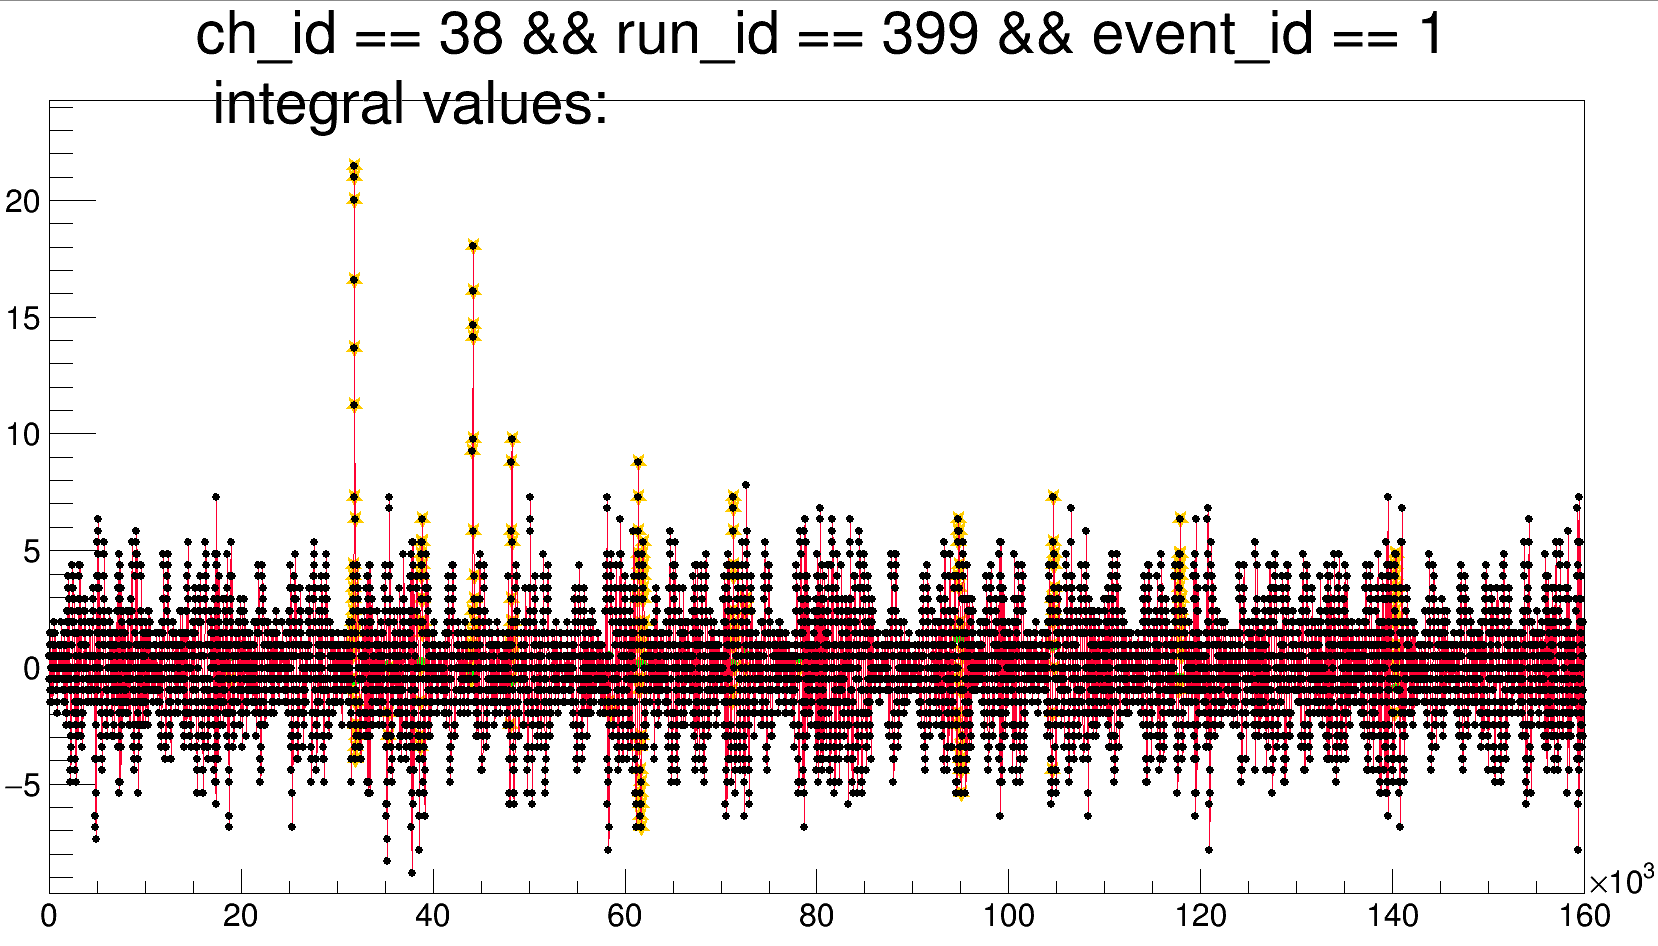 ch_id == 38 && run_id == 399 && event_id == 1
integral values:
20
15
10
5
0
−5
×10³
0 20 40 60 80 100 120 140 160